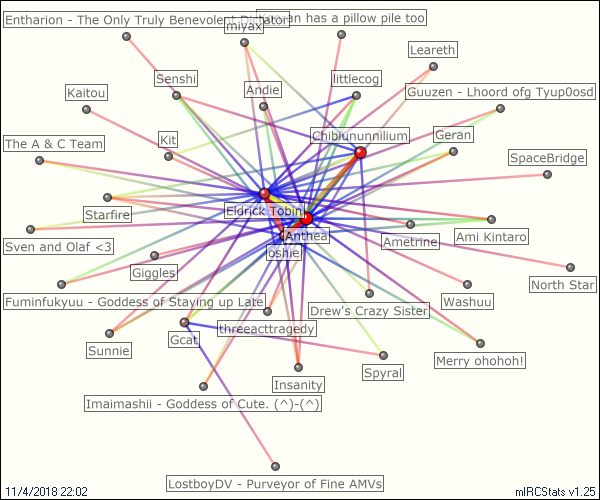 Entharion - The Only Truly Benevolent Dictator
has a pillow pile too
miyax
Leareth
Senshi
littlecog
Kaitou
Andie
Guuzen - Lhoord ofg Tyup0osd
Chibiununnilium
Geran
Kit
The A & C Team
SpaceBridge
Starfire
Eldrick Tobin
Anthea
Ami Kintaro
Ametrine
Sven and Olaf <3
oshie
Giggles
North Star
Fuminfukyuu - Goddess of Staying up Late
Washuu
Drew's Crazy Sister
threeacttragedy
Gcat
Sunnie
Merry ohohoh!
Spyral
Insanity
Imaimashii - Goddess of Cute. (^)-(^)
LostboyDV - Purveyor of Fine AMVs
11/4/2018 22:02
mIRCStats v1.25